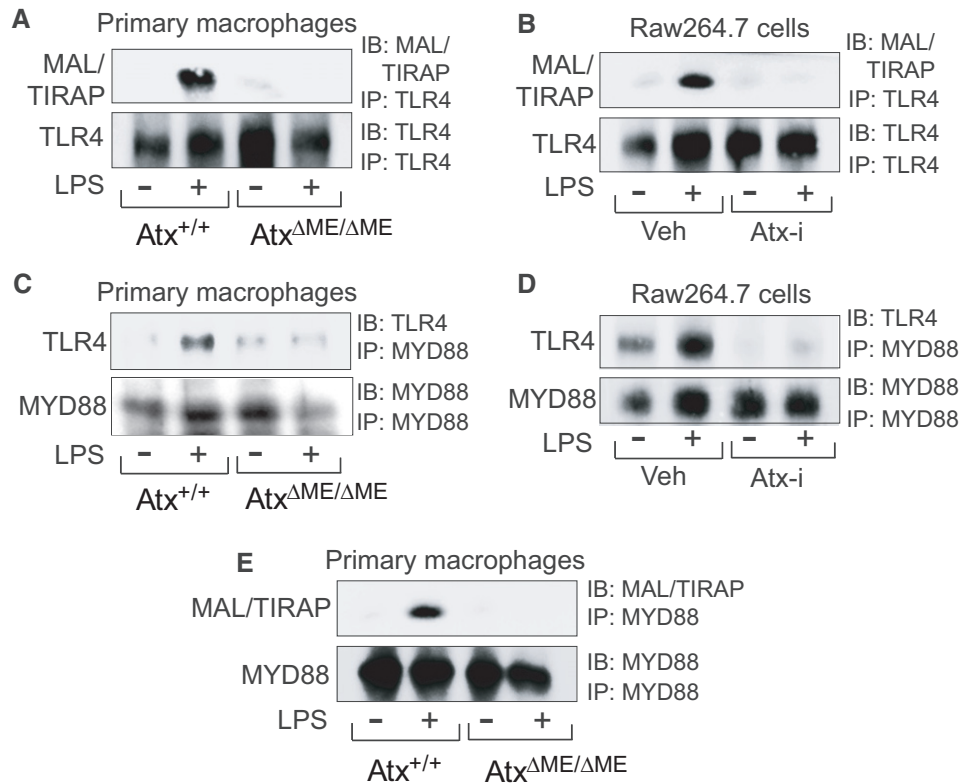 A
Primary macrophages
MAL/
TIRAP
IB: MAL/
TIRAP
IP: TLR4
TLR4
IB: TLR4
IP: TLR4
LPS - + - +
Atx+/+ AtxΔME/ΔME
B
Raw264.7 cells
MAL/
TIRAP
IB: MAL/
TIRAP
IP: TLR4
TLR4
IB: TLR4
IP: TLR4
LPS - + - +
Veh Atx-i
C
Primary macrophages
TLR4
IB: TLR4
IP: MYD88
MYD88
IB: MYD88
IP: MYD88
LPS - + - +
Atx+/+ AtxΔME/ΔME
D
Raw264.7 cells
TLR4
IB: TLR4
IP: MYD88
MYD88
IB: MYD88
IP: MYD88
LPS - + - +
Veh Atx-i
E
Primary macrophages
MAL/TIRAP
IB: MAL/TIRAP
IP: MYD88
MYD88
IB: MYD88
IP: MYD88
LPS - + - +
Atx+/+ AtxΔME/ΔME